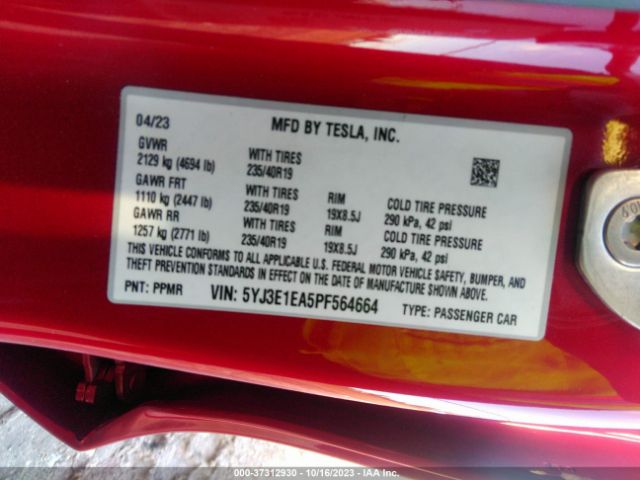 04/23 MFD BY TESLA, INC.
GVWR WITH TIRES
2129 kg (4694 lb) 235/40R19
GAWR FRT WITH TIRES RIM COLD TIRE PRESSURE
1110 kg (2447 lb) 235/40R19 19X8.5J 290 kPa, 42 psi
GAWR RR WITH TIRES RIM COLD TIRE PRESSURE
1257 kg (2771 lb) 235/40R19 19X8.5J 290 kPa, 42 psi
THIS VEHICLE CONFORMS TO ALL APPLICABLE U.S. FEDERAL MOTOR VEHICLE SAFETY, BUMPER, AND
THEFT PREVENTION STANDARDS IN EFFECT ON THE DATE OF MANUFACTURE SHOWN ABOVE.
PNT: PPMR VIN: 5YJ3E1EA5PF564664 TYPE: PASSENGER CAR
000-37312930 - 10/16/2023 - IAA Inc.